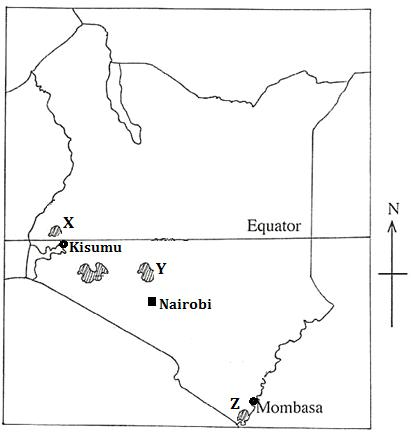 N
X
Equator
Kisumu
Y
Nairobi
Z
Mombasa